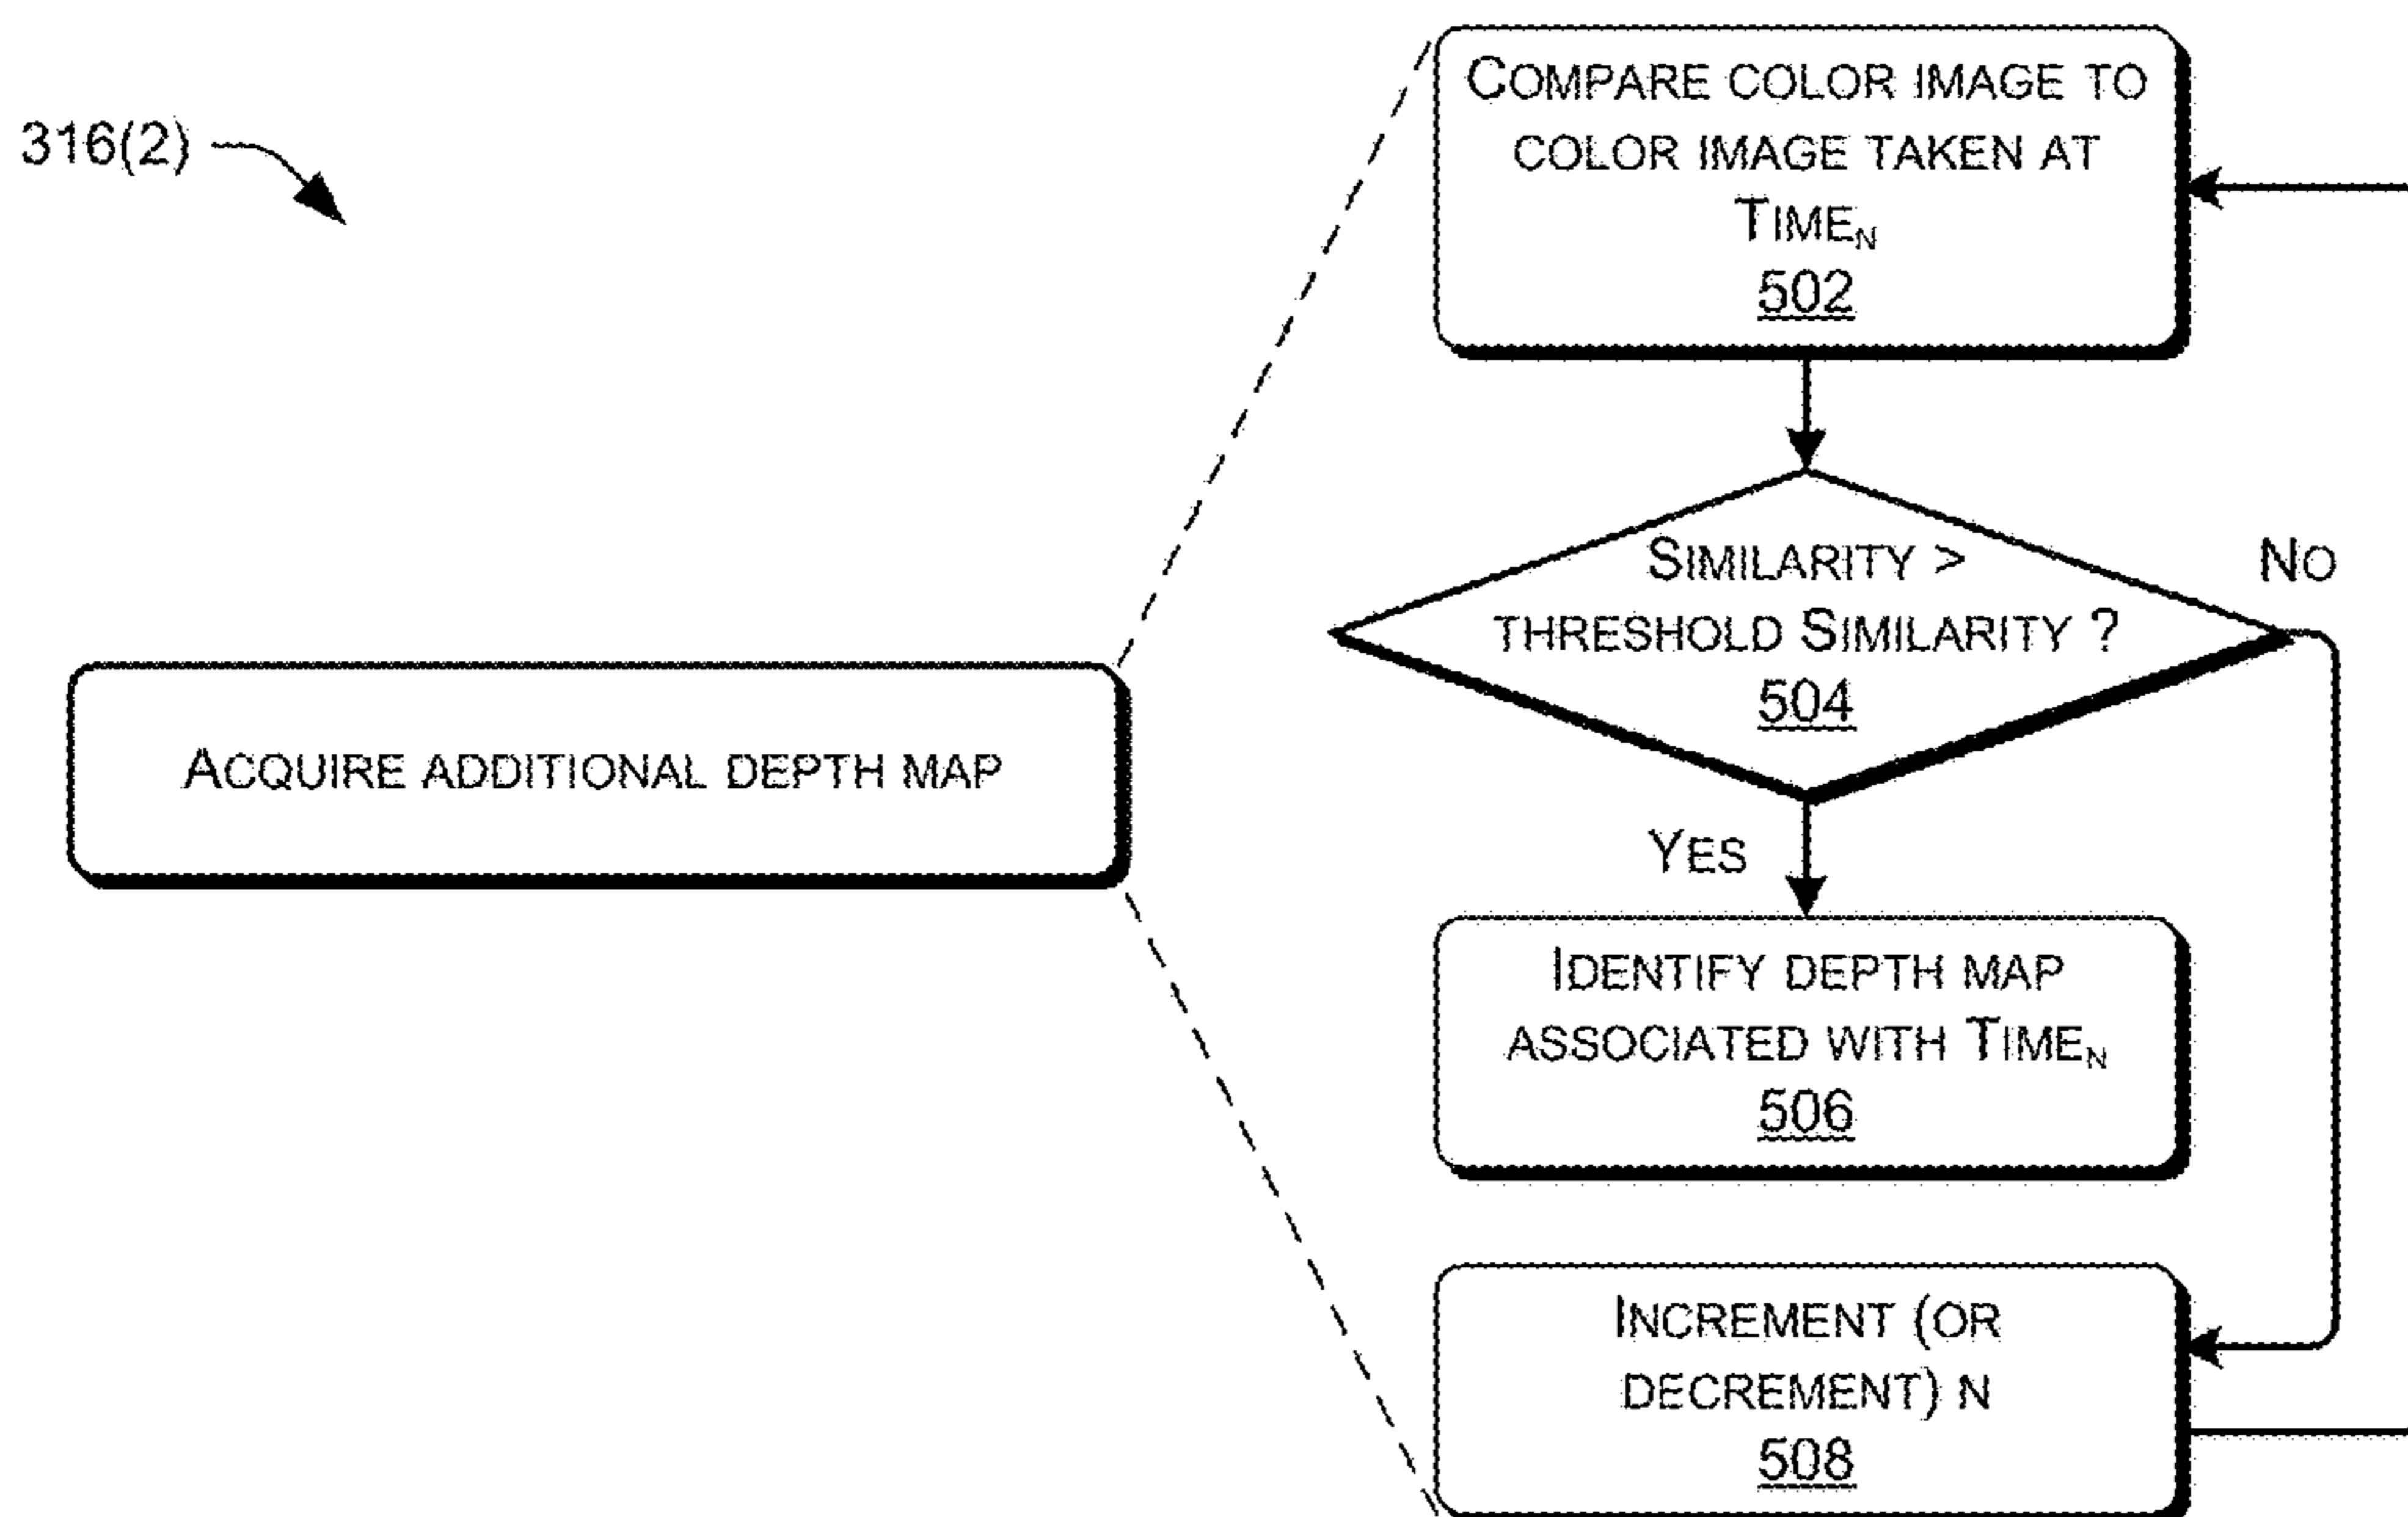 316(2)
COMPARE COLOR IMAGE TO
COLOR IMAGE TAKEN AT
TIMEN
502
SIMILARITY >
THRESHOLD SIMILARITY ?
504
NO
YES
ACQUIRE ADDITIONAL DEPTH MAP
IDENTIFY DEPTH MAP
ASSOCIATED WITH TIMEN
506
INCREMENT (OR
DECREMENT) N
508